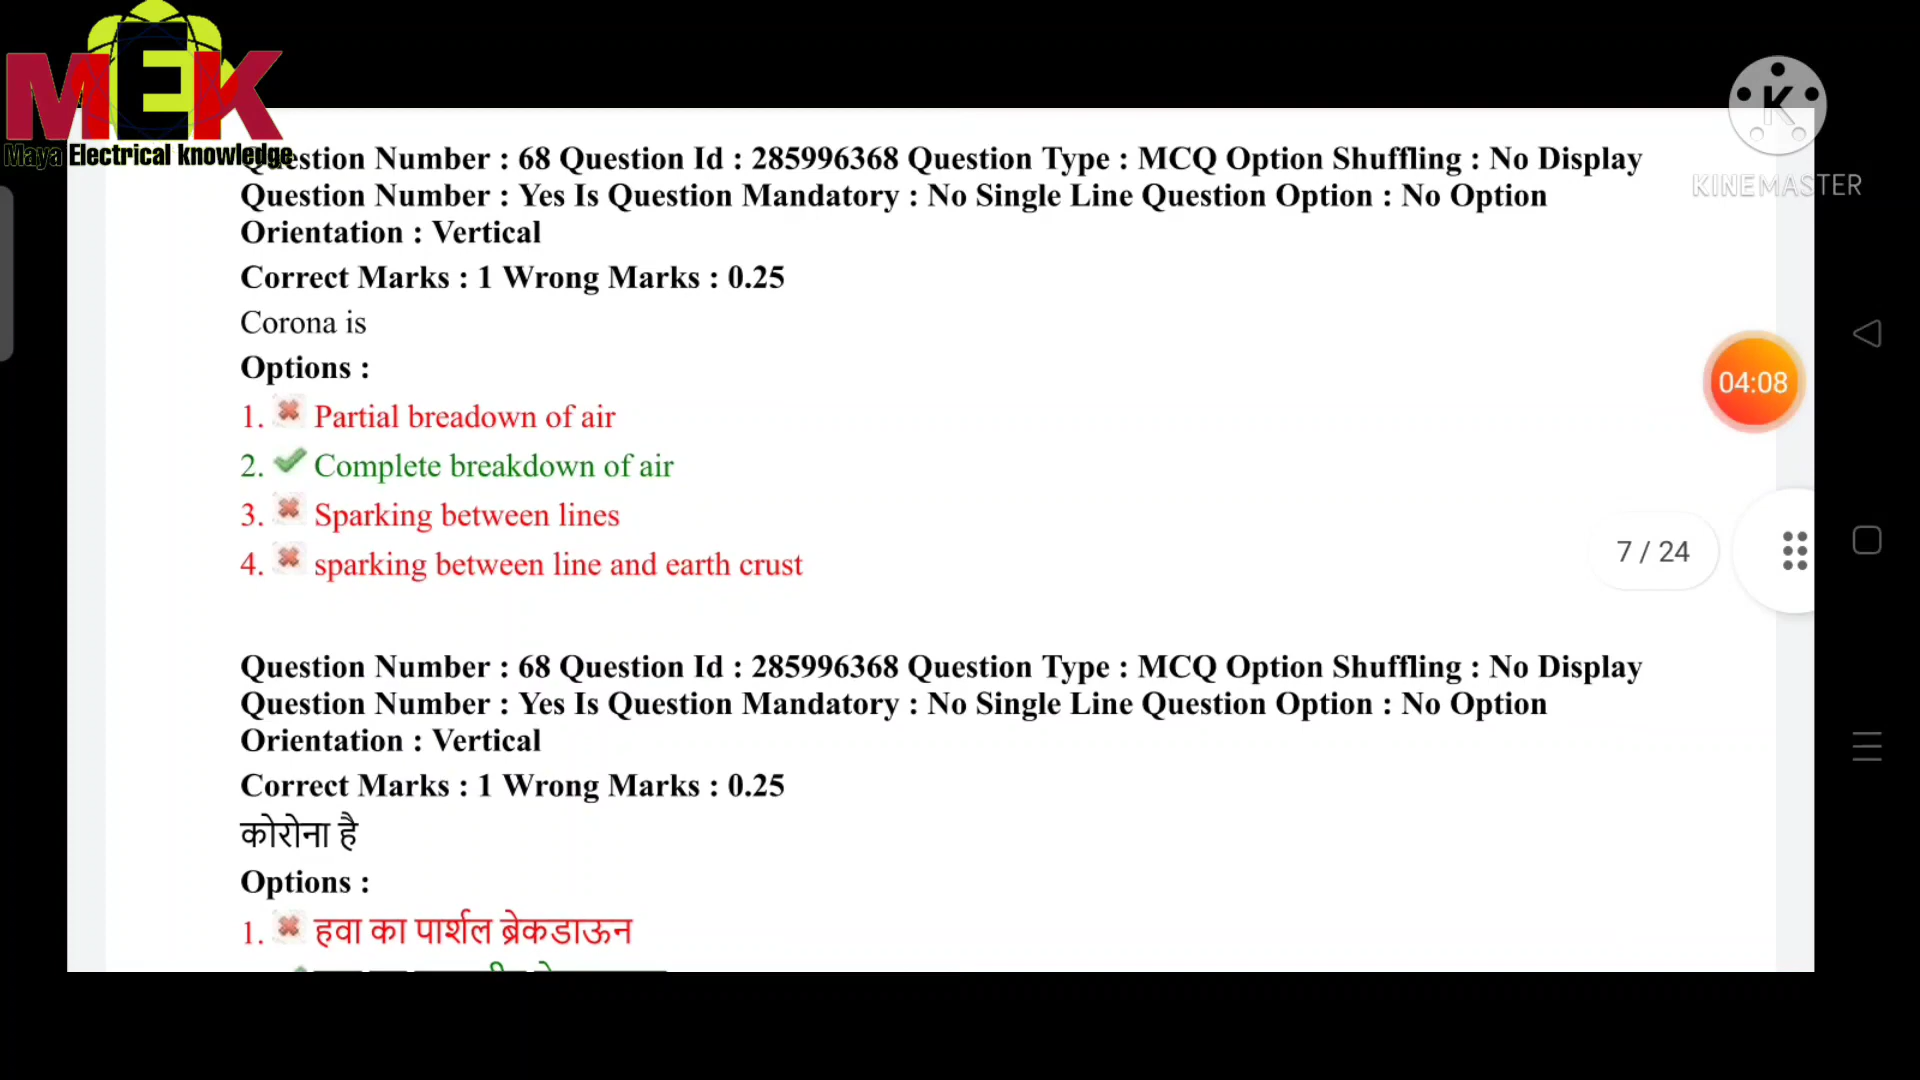 MEK
Maya Electrical knowledge
K
KINEMASTER
Question Number : 68 Question Id : 285996368 Question Type : MCQ Option Shuffling : No Display
Question Number : Yes Is Question Mandatory : No Single Line Question Option : No Option
Orientation : Vertical
Correct Marks : 1 Wrong Marks : 0.25
Corona is
Options :
1. Partial breadown of air
04:08
2. Complete breakdown of air
3. Sparking between lines
7 / 24
4. sparking between line and earth crust
Question Number : 68 Question Id : 285996368 Question Type : MCQ Option Shuffling : No Display
Question Number : Yes Is Question Mandatory : No Single Line Question Option : No Option
Orientation : Vertical
Correct Marks : 1 Wrong Marks : 0.25
कोरोना है
Options :
1. हवा का पार्शल ब्रेकडाऊन